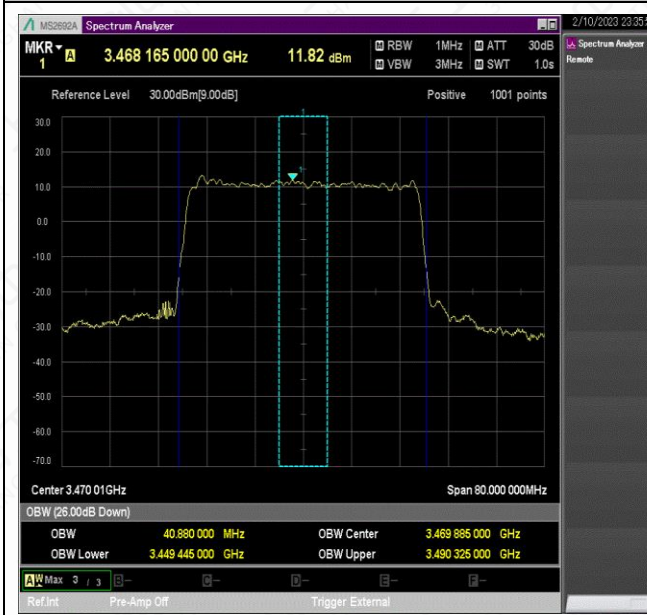 MS2692A Spectrum Analyzer
2/10/2023 23:35:
MKR 1 A 3.468 165 000 00 GHz 11.82 dBm
RBW 1MHz ATT 30dB
VBW 3MHz SWT 1.0s
Spectrum Analyzer
Remote
Reference Level 30.00dBm[9.00dB] Positive 1001 points
30.0
20.0
10.0
0.0
-10.0
-20.0
-30.0
-40.0
-50.0
-60.0
-70.0
1
Center 3.470 01GHz Span 80.000 000MHz
OBW (26.00dB Down)
OBW 40.880 000 MHz OBW Center 3.469 885 000 GHz
OBW Lower 3.449 445 000 GHz OBW Upper 3.490 325 000 GHz
A W Max 3 / 3 B- C- D- E- F-
Ref.Int Pre-Amp Off Trigger External